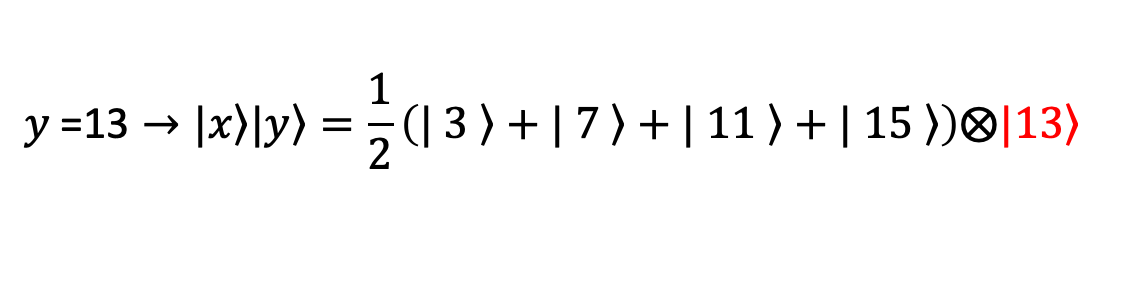 y =13 → |x⟩|y⟩ = 1/2 (| 3 ⟩ + | 7 ⟩ + | 11 ⟩ + | 15 ⟩)⊗|13⟩